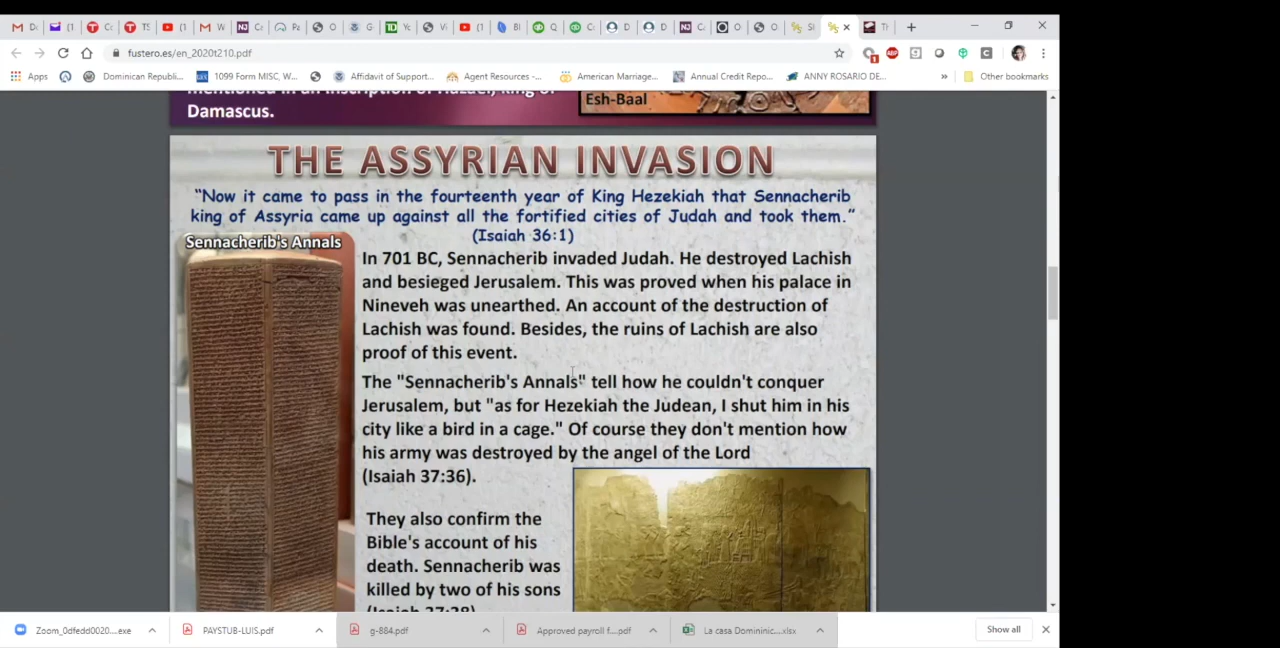 fustero.es/en_2020t210.pdf
Apps
Dominican Republi...
1099 Form MISC, W...
Affidavit of Support...
Agent Resources -...
American Marriage...
Annual Credit Repo...
ANNY ROSARIO DE...
»
Other bookmarks
Damascus.
Esh-Baal
THE ASSYRIAN INVASION
"Now it came to pass in the fourteenth year of King Hezekiah that Sennacherib
king of Assyria came up against all the fortified cities of Judah and took them."
(Isaiah 36:1)
Sennacherib's Annals
In 701 BC, Sennacherib invaded Judah. He destroyed Lachish
and besieged Jerusalem. This was proved when his palace in
Nineveh was unearthed. An account of the destruction of
Lachish was found. Besides, the ruins of Lachish are also
proof of this event.
The "Sennacherib's Annals" tell how he couldn't conquer
Jerusalem, but "as for Hezekiah the Judean, I shut him in his
city like a bird in a cage." Of course they don't mention how
his army was destroyed by the angel of the Lord
(Isaiah 37:36).
They also confirm the
Bible's account of his
death. Sennacherib was
killed by two of his sons
(Isaiah 37:38)
Zoom_0dfedd0020....exe
PAYSTUB-LUIS.pdf
g-884.pdf
Approved payroll f....pdf
La casa Domininic....xlsx
Show all